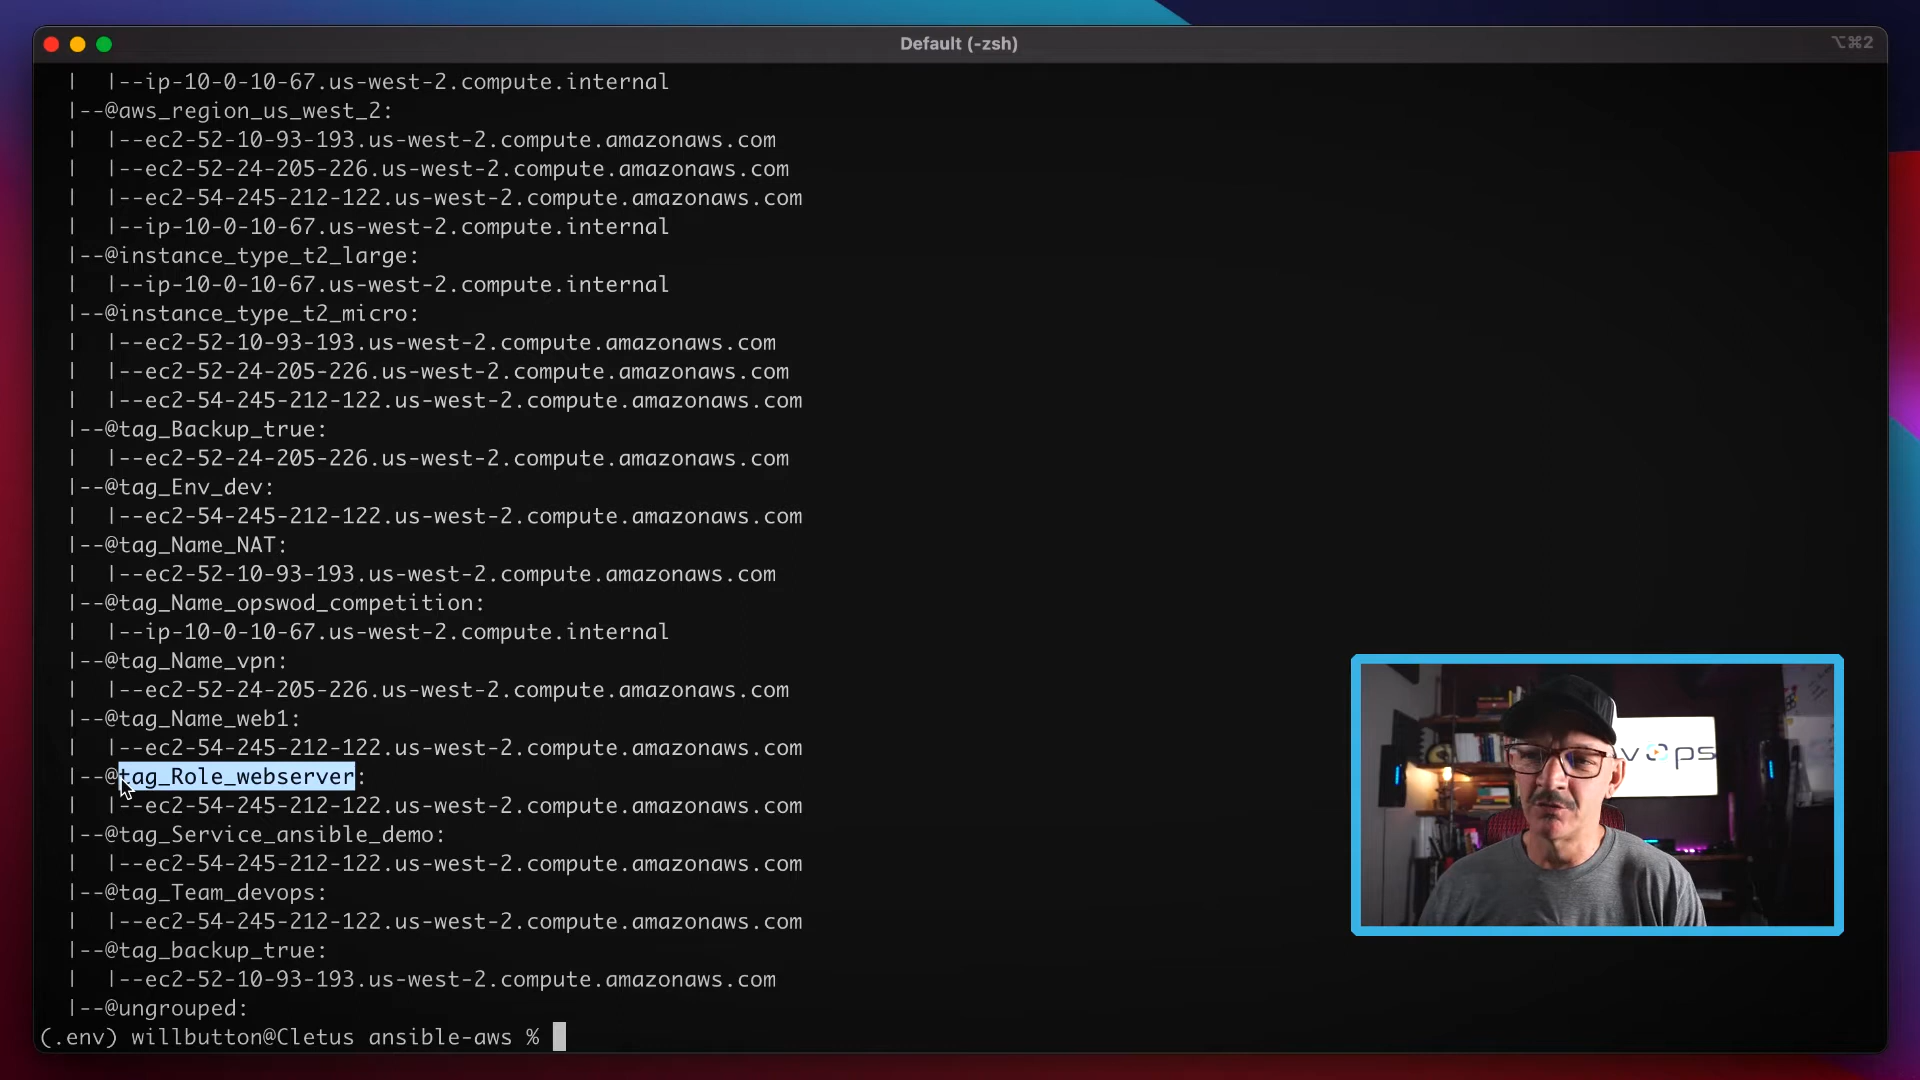 Default (-zsh)
⌥⌘2
|  |--ip-10-0-10-67.us-west-2.compute.internal
|--@aws_region_us_west_2:
|  |--ec2-52-10-93-193.us-west-2.compute.amazonaws.com
|  |--ec2-52-24-205-226.us-west-2.compute.amazonaws.com
|  |--ec2-54-245-212-122.us-west-2.compute.amazonaws.com
|  |--ip-10-0-10-67.us-west-2.compute.internal
|--@instance_type_t2_large:
|  |--ip-10-0-10-67.us-west-2.compute.internal
|--@instance_type_t2_micro:
|  |--ec2-52-10-93-193.us-west-2.compute.amazonaws.com
|  |--ec2-52-24-205-226.us-west-2.compute.amazonaws.com
|  |--ec2-54-245-212-122.us-west-2.compute.amazonaws.com
|--@tag_Backup_true:
|  |--ec2-52-24-205-226.us-west-2.compute.amazonaws.com
|--@tag_Env_dev:
|  |--ec2-54-245-212-122.us-west-2.compute.amazonaws.com
|--@tag_Name_NAT:
|  |--ec2-52-10-93-193.us-west-2.compute.amazonaws.com
|--@tag_Name_opswod_competition:
|  |--ip-10-0-10-67.us-west-2.compute.internal
|--@tag_Name_vpn:
|  |--ec2-52-24-205-226.us-west-2.compute.amazonaws.com
|--@tag_Name_web1:
|  |--ec2-54-245-212-122.us-west-2.compute.amazonaws.com
|--@tag_Role_webserver:
|  |--ec2-54-245-212-122.us-west-2.compute.amazonaws.com
|--@tag_Service_ansible_demo:
|  |--ec2-54-245-212-122.us-west-2.compute.amazonaws.com
|--@tag_Team_devops:
|  |--ec2-54-245-212-122.us-west-2.compute.amazonaws.com
|--@tag_backup_true:
|  |--ec2-52-10-93-193.us-west-2.compute.amazonaws.com
|--@ungrouped:
(.env) willbutton@Cletus ansible-aws %